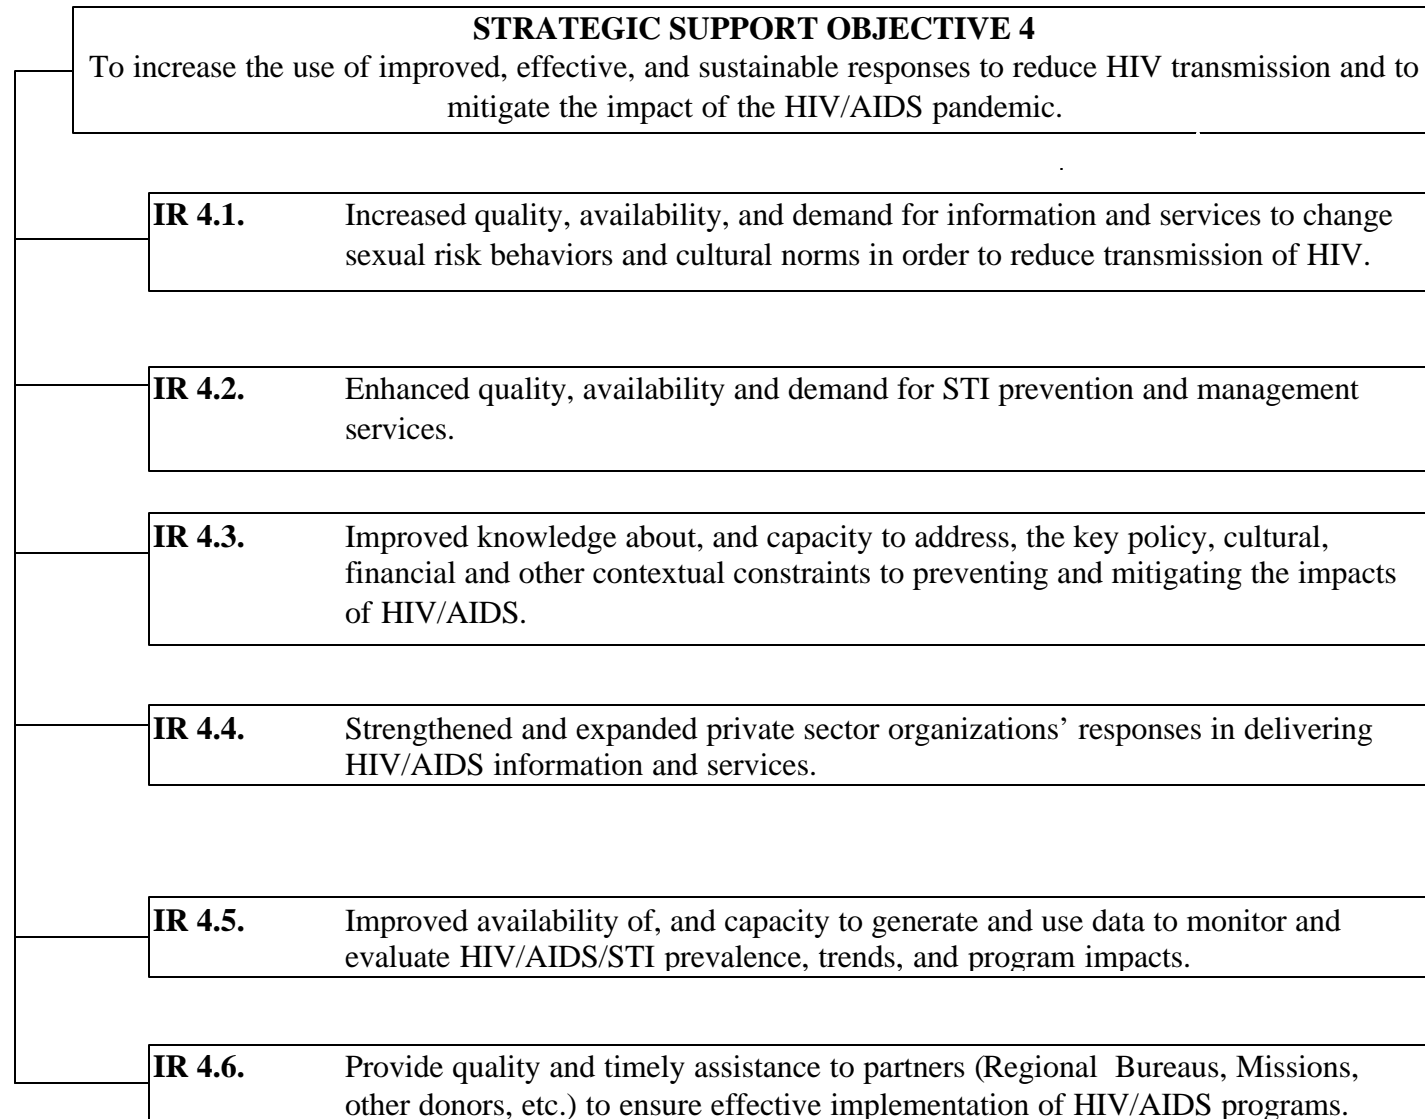 STRATEGIC SUPPORT OBJECTIVE 4
To increase the use of improved, effective, and sustainable responses to reduce HIV transmission and to
mitigate the impact of the HIV/AIDS pandemic.
IR 4.1. Increased quality, availability, and demand for information and services to change
sexual risk behaviors and cultural norms in order to reduce transmission of HIV.
IR 4.2. Enhanced quality, availability and demand for STI prevention and management
services.
IR 4.3. Improved knowledge about, and capacity to address, the key policy, cultural,
financial and other contextual constraints to preventing and mitigating the impacts
of HIV/AIDS.
IR 4.4. Strengthened and expanded private sector organizations’ responses in delivering
HIV/AIDS information and services.
IR 4.5. Improved availability of, and capacity to generate and use data to monitor and
evaluate HIV/AIDS/STI prevalence, trends, and program impacts.
IR 4.6. Provide quality and timely assistance to partners (Regional Bureaus, Missions,
other donors, etc.) to ensure effective implementation of HIV/AIDS programs.